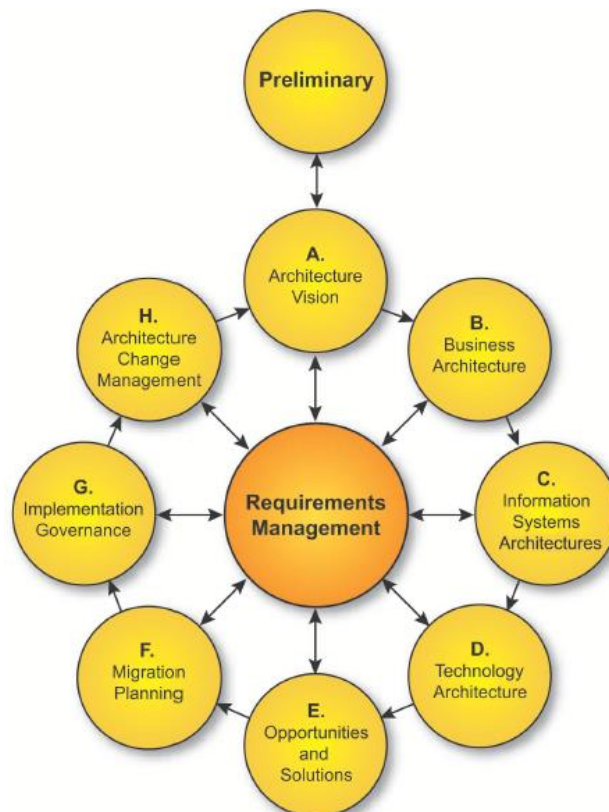 Preliminary
A.
Architecture
Vision
B.
Business
Architecture
C.
Information
Systems
Architectures
D.
Technology
Architecture
E.
Opportunities
and
Solutions
F.
Migration
Planning
G.
Implementation
Governance
H.
Architecture
Change
Management
Requirements
Management